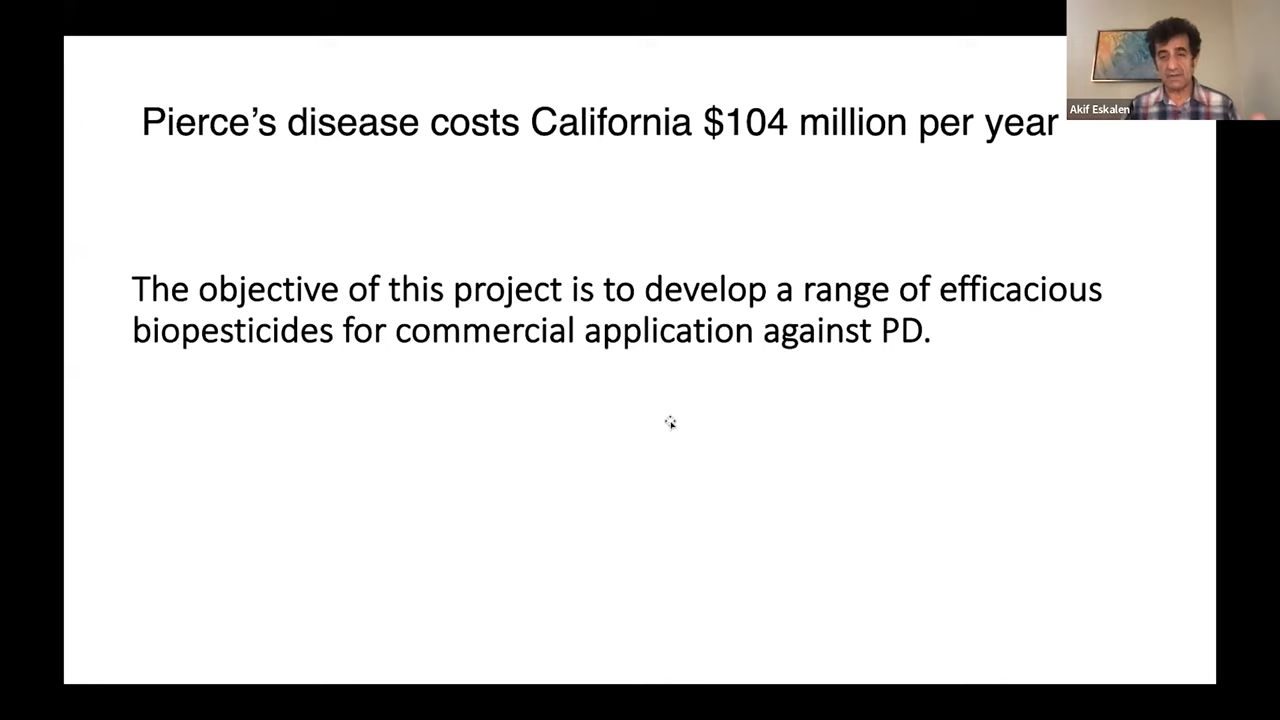 Pierce’s disease costs California $104 million per year
Akif Eskalen
The objective of this project is to develop a range of efficacious
biopesticides for commercial application against PD.